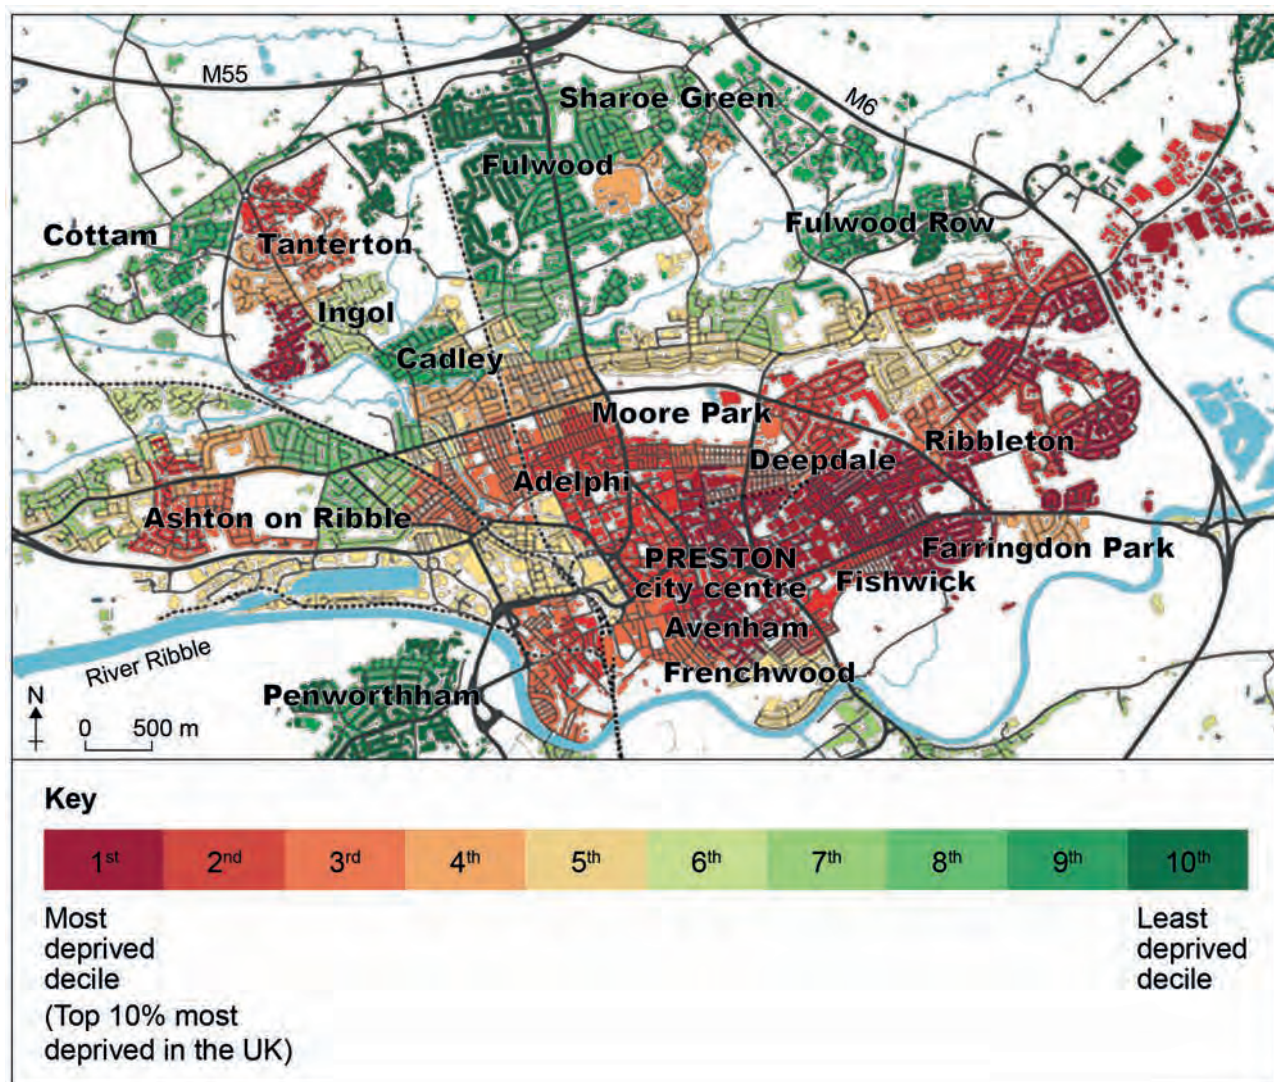 M55
Sharoe Green
M6
Fulwood
Fulwood Row
Cottam
Tanterton
Ingol
Cadley
Moore Park
Ribbleton
Deepdale
Adelphi
Ashton on Ribble
Farringdon Park
PRESTON
city centre
Fishwick
Avenham
Frenchwood
River Ribble
Penworthham
N
0 500 m
Key
1st 2nd 3rd 4th 5th 6th 7th 8th 9th 10th
Most
deprived
decile
(Top 10% most
deprived in the UK)
Least
deprived
decile